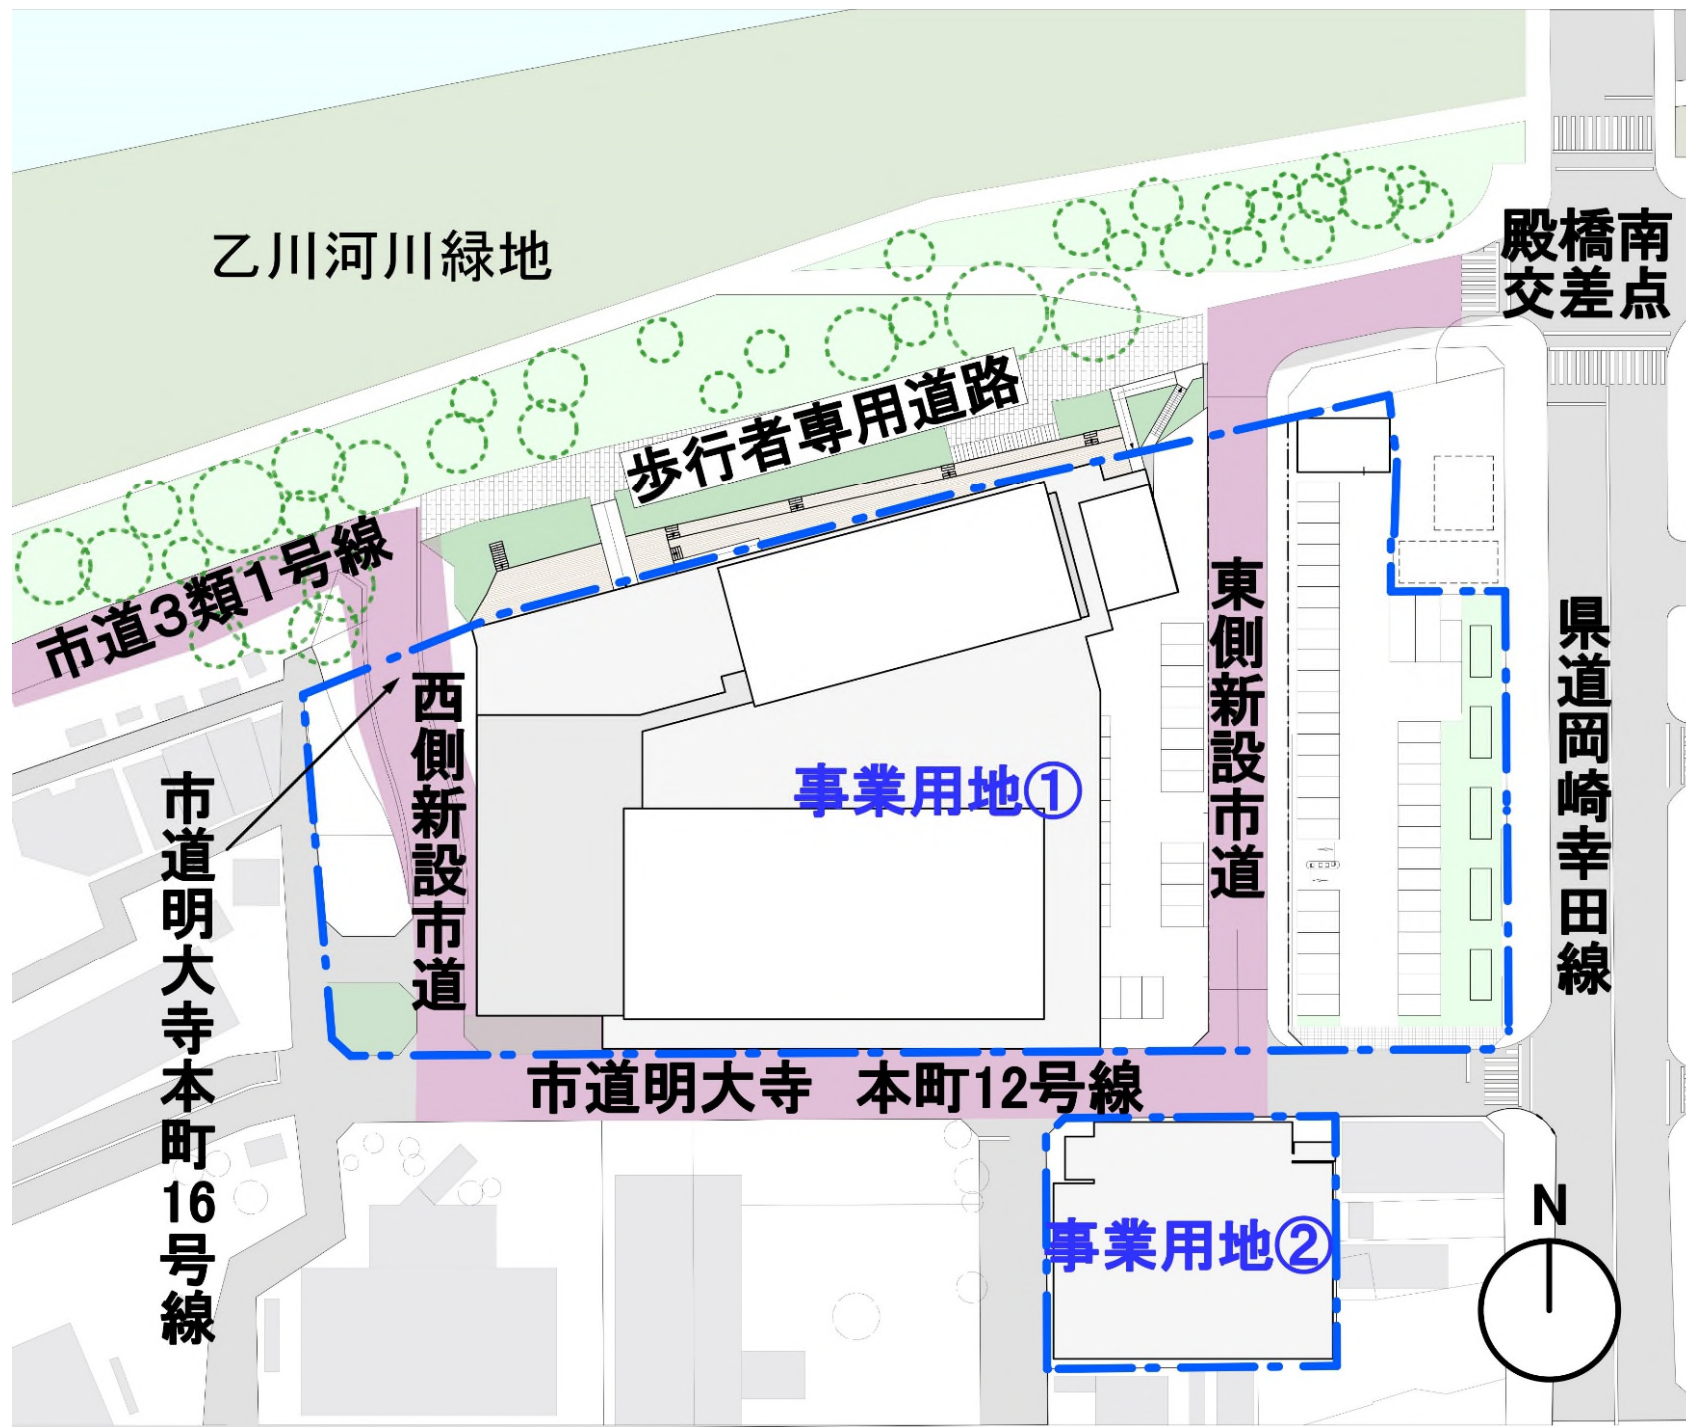 乙川河川緑地
殿橋南
交差点
歩行者専用道路
市道3類1号線
西側新設市道
東側新設市道
県道岡崎幸田線
事業用地①
市道明大寺本町16号線
市道明大寺　本町12号線
事業用地②
N